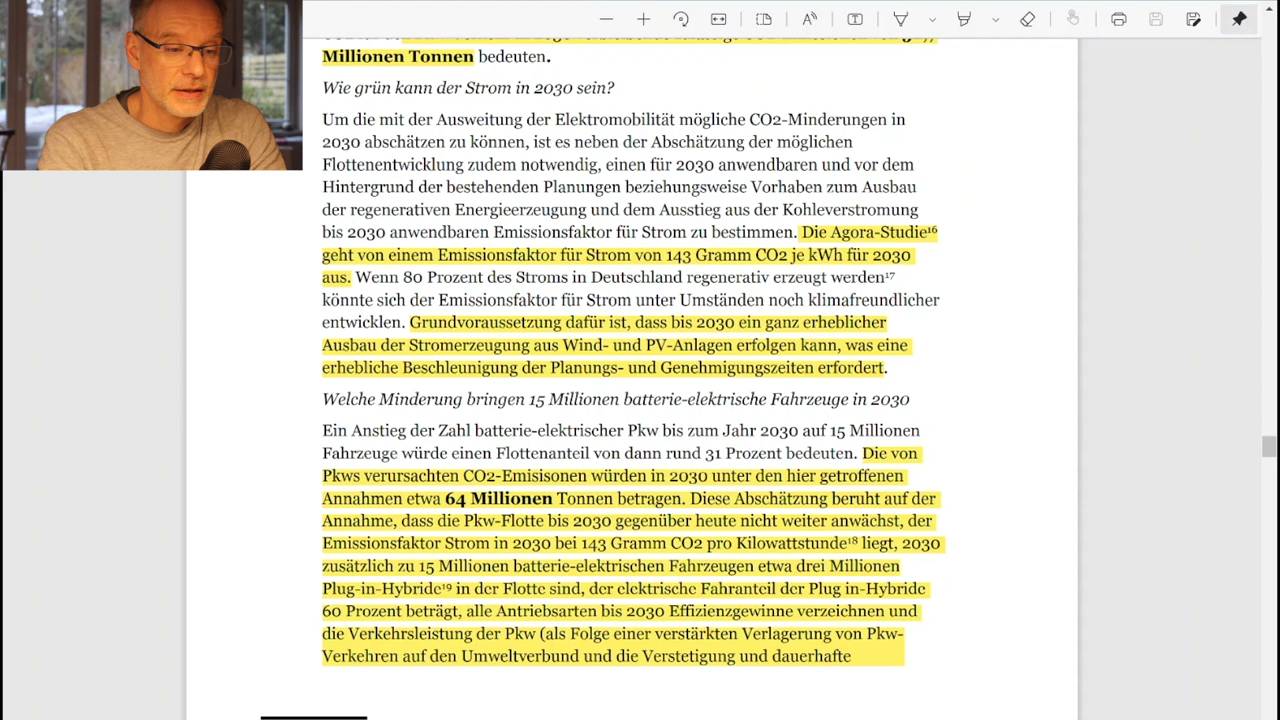 Millionen Tonnen bedeuten.
Wie grün kann der Strom in 2030 sein?
Um die mit der Ausweitung der Elektromobilität mögliche CO2-Minderungen in
2030 abschätzen zu können, ist es neben der Abschätzung der möglichen
Flottenentwicklung zudem notwendig, einen für 2030 anwendbaren und vor dem
Hintergrund der bestehenden Planungen beziehungsweise Vorhaben zum Ausbau
der regenerativen Energieerzeugung und dem Ausstieg aus der Kohleverstromung
bis 2030 anwendbaren Emissionsfaktor für Strom zu bestimmen. Die Agora-Studie¹⁶
geht von einem Emissionsfaktor für Strom von 143 Gramm CO2 je kWh für 2030
aus. Wenn 80 Prozent des Stroms in Deutschland regenerativ erzeugt werden¹⁷
könnte sich der Emissionsfaktor für Strom unter Umständen noch klimafreundlicher
entwicklen. Grundvoraussetzung dafür ist, dass bis 2030 ein ganz erheblicher
Ausbau der Stromerzeugung aus Wind- und PV-Anlagen erfolgen kann, was eine
erhebliche Beschleunigung der Planungs- und Genehmigungszeiten erfordert.
Welche Minderung bringen 15 Millionen batterie-elektrische Fahrzeuge in 2030
Ein Anstieg der Zahl batterie-elektrischer Pkw bis zum Jahr 2030 auf 15 Millionen
Fahrzeuge würde einen Flottenanteil von dann rund 31 Prozent bedeuten. Die von
Pkws verursachten CO2-Emisisonen würden in 2030 unter den hier getroffenen
Annahmen etwa 64 Millionen Tonnen betragen. Diese Abschätzung beruht auf der
Annahme, dass die Pkw-Flotte bis 2030 gegenüber heute nicht weiter anwächst, der
Emissionsfaktor Strom in 2030 bei 143 Gramm CO2 pro Kilowattstunde¹⁸ liegt, 2030
zusätzlich zu 15 Millionen batterie-elektrischen Fahrzeugen etwa drei Millionen
Plug-in-Hybride¹⁹ in der Flotte sind, der elektrische Fahranteil der Plug in-Hybride
60 Prozent beträgt, alle Antriebsarten bis 2030 Effizienzgewinne verzeichnen und
die Verkehrsleistung der Pkw (als Folge einer verstärkten Verlagerung von Pkw-
Verkehren auf den Umweltverbund und die Verstetigung und dauerhafte